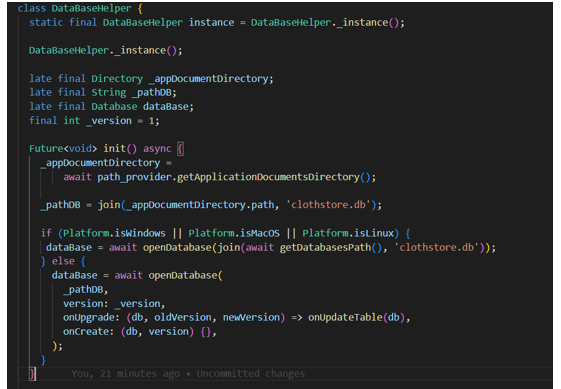 class DataBaseHelper {
  static final DataBaseHelper instance = DataBaseHelper._instance();

  DataBaseHelper._instance();

  late final Directory _appDocumentDirectory;
  late final String _pathDB;
  late final Database dataBase;
  final int _version = 1;

  Future<void> init() async {
    _appDocumentDirectory =
        await path_provider.getApplicationDocumentsDirectory();

    _pathDB = join(_appDocumentDirectory.path, 'clothstore.db');

    if (Platform.isWindows || Platform.isMacOS || Platform.isLinux) {
     dataBase = await openDatabase(join(await getDatabasesPath(), 'clothstore.db'));
    } else {
      dataBase = await openDatabase(
        _pathDB,
        version: _version,
        onUpgrade: (db, oldVersion, newVersion) => onUpdateTable(db),
        onCreate: (db, version) {},
      );
    }
  }     You, 21 minutes ago • Uncommitted changes